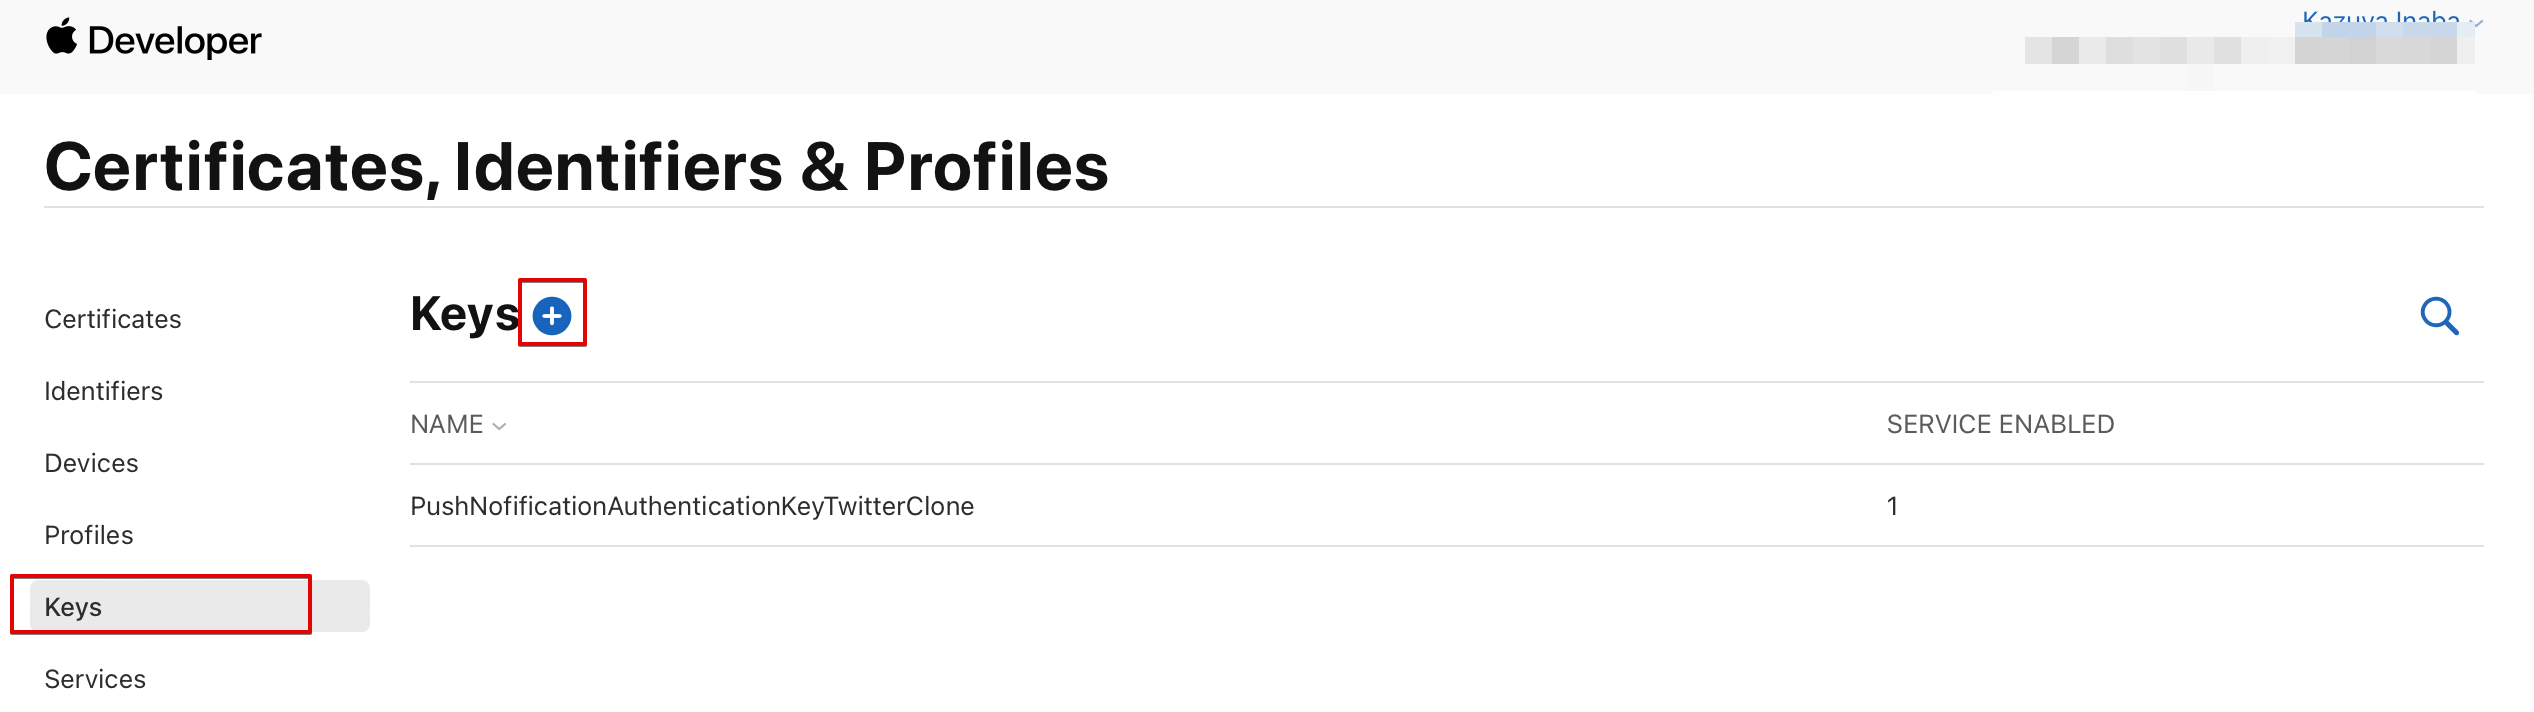 Developer
Kazuya Inaba
Certificates, Identifiers & Profiles
Certificates
Identifiers
Devices
Profiles
Keys
Services
Keys
NAME
SERVICE ENABLED
PushNofificationAuthenticationKeyTwitterClone
1